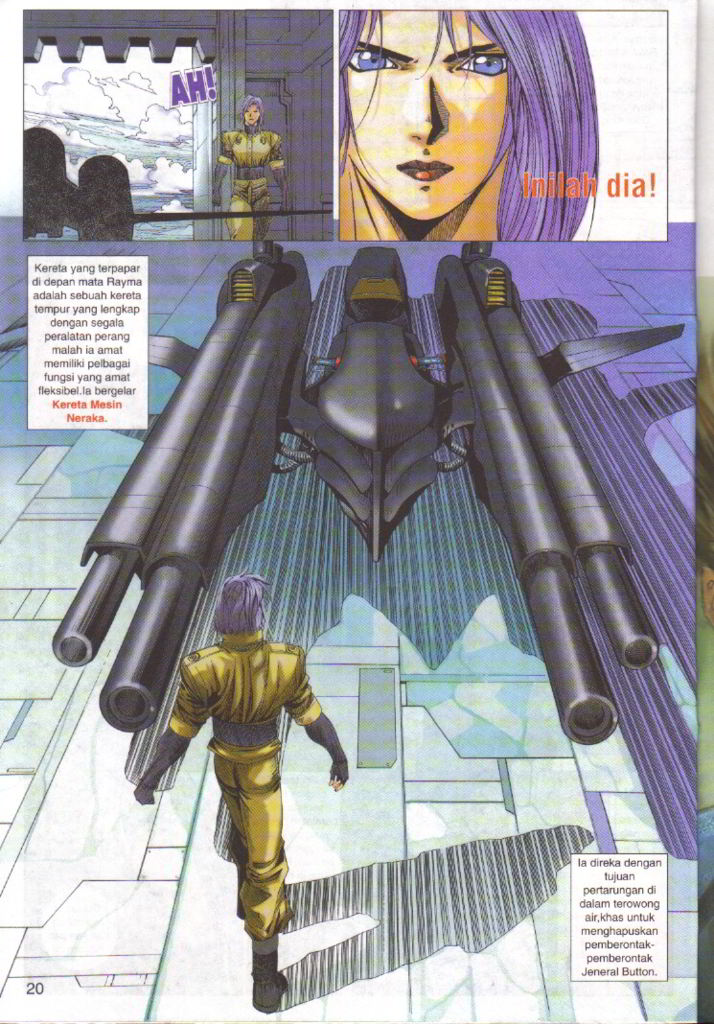 AH!
Inilah dia!
Kereta yang terpapar
di depan mata Rayma
adalah sebuah kereta
tempur yang lengkap
dengan segala
peralatan perang
malah ia amat
memiliki pelbagai
fungsi yang amat
fleksibel.Ia bergelar
Kereta Mesin
Neraka.
Ia direka dengan
tujuan
pertarungan di
dalam terowong
air,khas untuk
menghapuskan
pemberontak-
pemberontak
Jeneral Button.
20